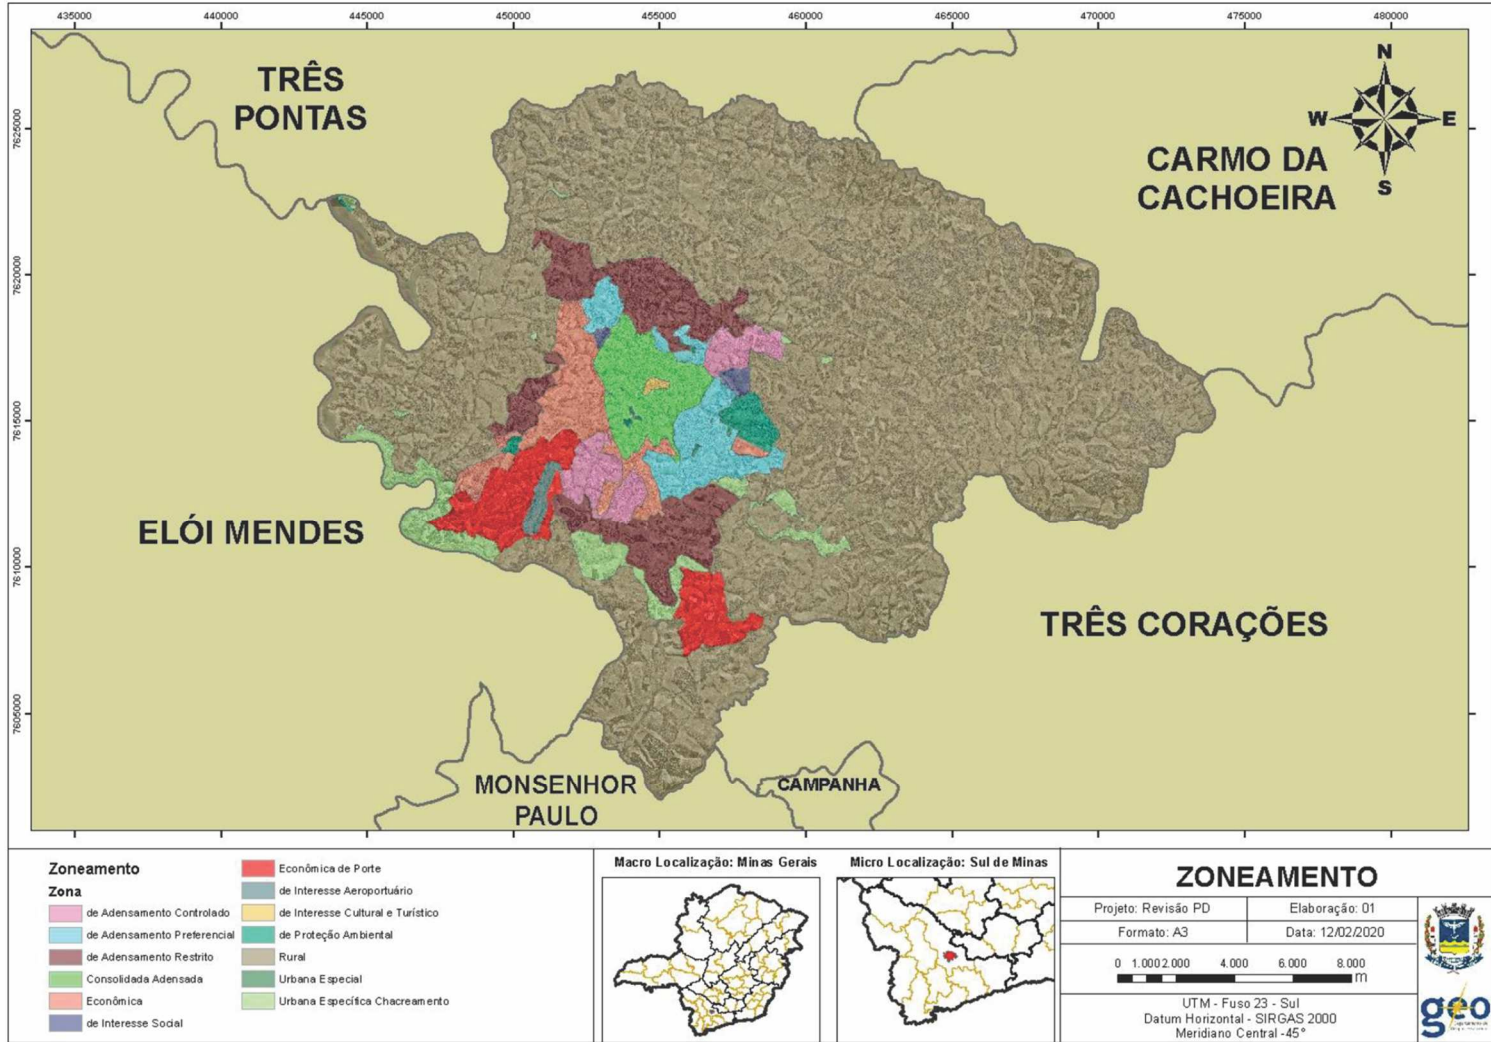 435000 440000 445000 450000 455000 460000 465000 470000 475000 480000
7625000
7620000
7615000
7610000
7605000
TRÊS
PONTAS
N
W E
S
CARMO DA
CACHOEIRA
ELÓI MENDES
TRÊS CORAÇÕES
MONSENHOR
PAULO
CAMPANHA
Zoneamento
Zona
de Adensamento Controlado
de Adensamento Preferencial
de Adensamento Restrito
Consolidada Adensada
Econômica
de Interesse Social
Econômica de Porte
de Interesse Aeroportuário
de Interesse Cultural e Turístico
de Proteção Ambiental
Rural
Urbana Especial
Urbana Específica Chacreamento
Macro Localização: Minas Gerais
Micro Localização: Sul de Minas
ZONEAMENTO
Projeto: Revisão PD
Elaboração: 01
Formato: A3
Data: 12/02/2020
0 1.000 2.000 4.000 6.000 8.000
m
UTM - Fuso 23 - Sul
Datum Horizontal - SIRGAS 2000
Meridiano Central -45°
geo